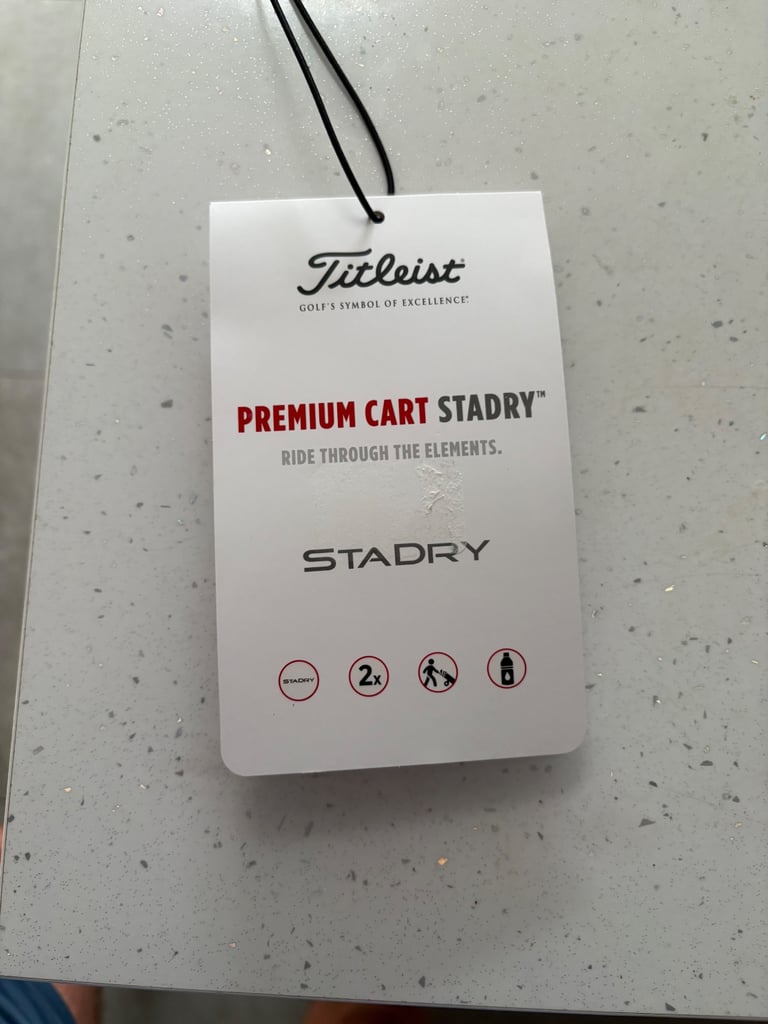 Titleist®
GOLF'S SYMBOL OF EXCELLENCE®
PREMIUM CART STADRY™
RIDE THROUGH THE ELEMENTS.
STADRY
STADRY
2x